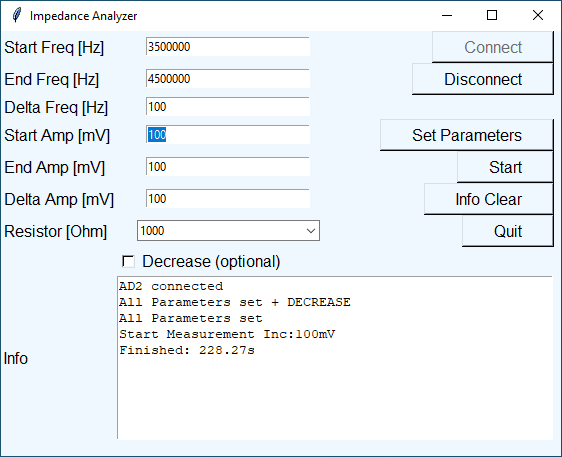 Impedance Analyzer
Start Freq [Hz] 3500000 Connect
End Freq [Hz] 4500000 Disconnect
Delta Freq [Hz] 100
Start Amp [mV] 100 Set Parameters
End Amp [mV] 100 Start
Delta Amp [mV] 100 Info Clear
Resistor [Ohm] 1000 Quit
Decrease (optional)
AD2 connected
All Parameters set + DECREASE
All Parameters set
Start Measurement Inc:100mV
Finished: 228.27s
Info